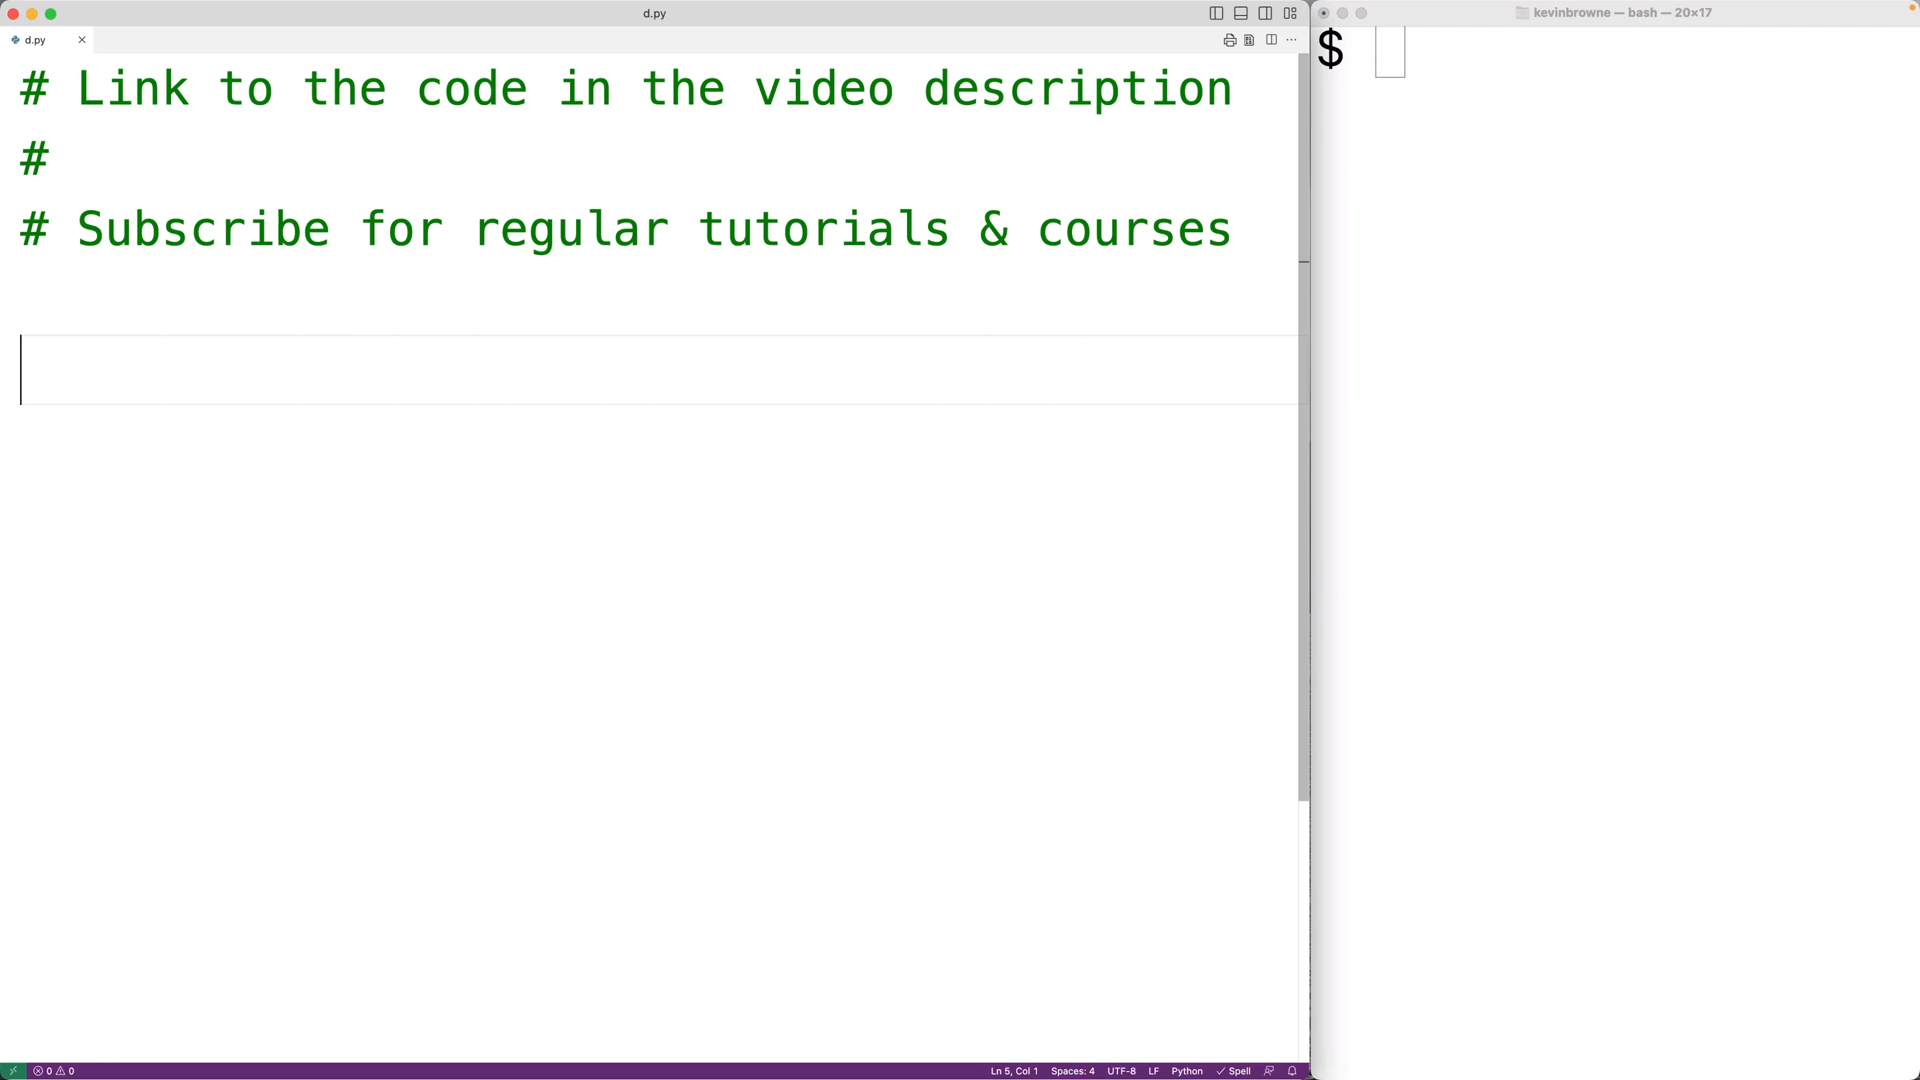 d.py
kevinbrowne — bash — 20×17
d.py
$
# Link to the code in the video description
#
# Subscribe for regular tutorials & courses
0 0
Ln 5, Col 1 Spaces: 4 UTF-8 LF Python Spell